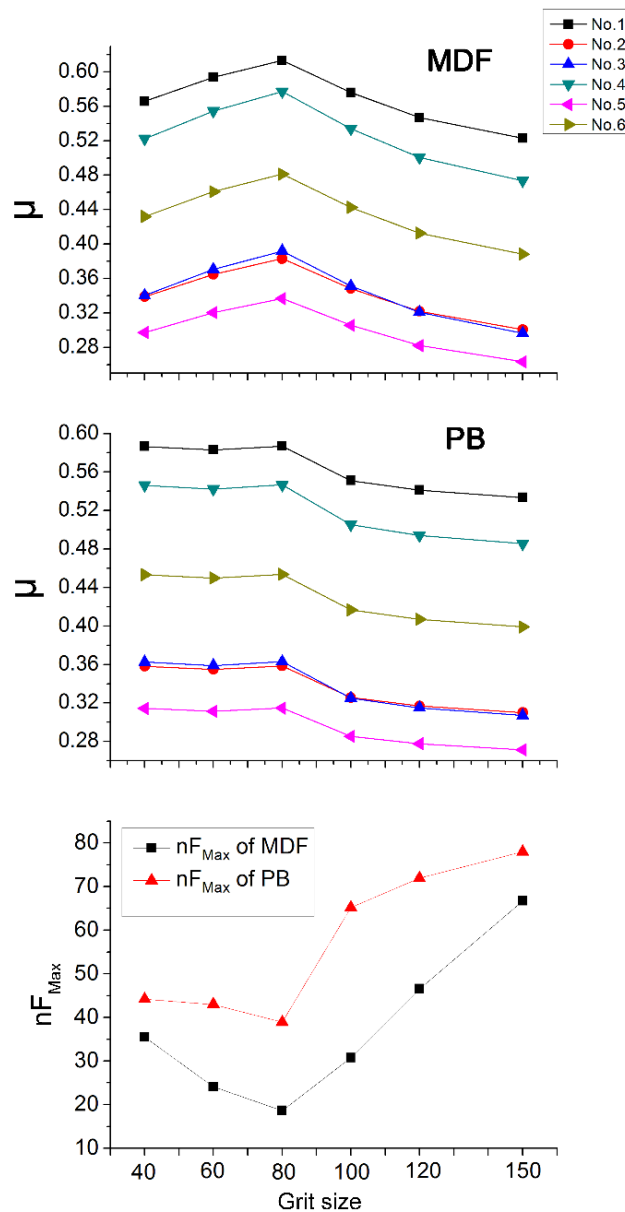 No.1
No.2
No.3
No.4
No.5
No.6
MDF
0.60
0.56
0.52
0.48
0.44
0.40
0.36
0.32
0.28
μ
PB
0.60
0.56
0.52
0.48
0.44
0.40
0.36
0.32
0.28
μ
nF_Max of MDF
nF_Max of PB
80
70
60
50
40
30
20
10
nF_Max
40 60 80 100 120 150
Grit size